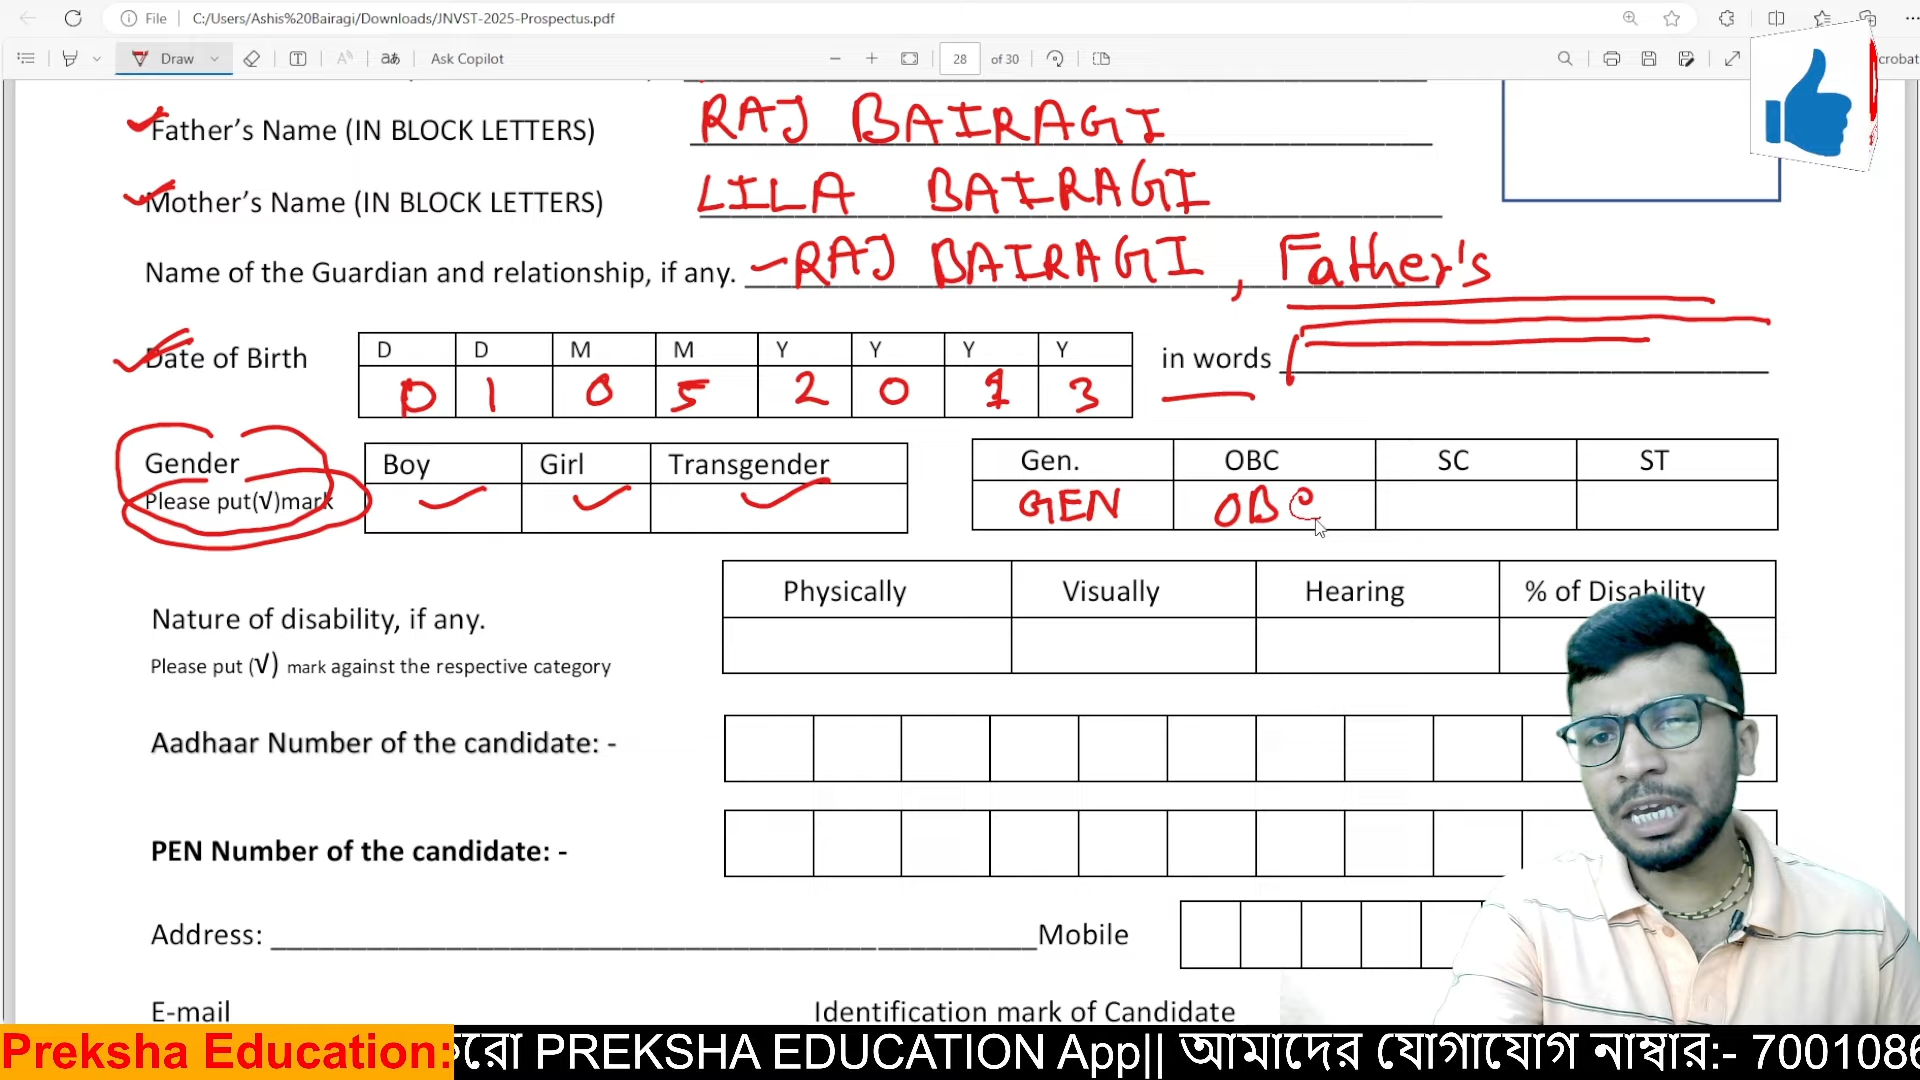 File C:/Users/Ashis%20Bairagi/Downloads/JNVST-2025-Prospectus.pdf
Draw aあ Ask Copilot 28 of 30 crobat
Father's Name (IN BLOCK LETTERS) RAJ BAIRAGI
Mother's Name (IN BLOCK LETTERS) LILA BAIRAGI
Name of the Guardian and relationship, if any. RAJ BAIRAGI, Father's
D D M M Y Y Y Y
Date of Birth in words
0 1 0 5 2 0 1 3
Gender Boy Girl Transgender Gen. OBC SC ST
Please put(√)mark GEN OBC
Physically Visually Hearing % of Disability
Nature of disability, if any.
Please put (√) mark against the respective category
Aadhaar Number of the candidate: -
PEN Number of the candidate: -
Address: Mobile
E-mail Identification mark of Candidate
Preksha Education: রো PREKSHA EDUCATION App|| আমাদের যোগাযোগ নাম্বার:- 7001086